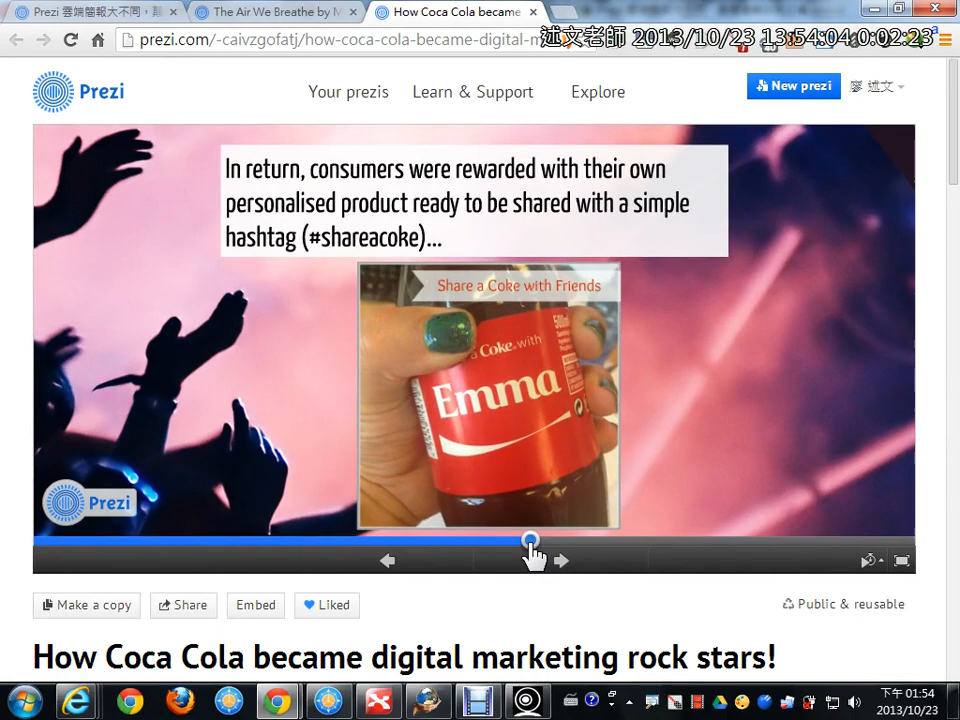 Prezi 雲端簡報大不同，
The Air We Breathe by M
How Coca Cola became
prezi.com/-caivzgofatj/how-coca-cola-became-digital-m
述文老師 2013/10/23 13:54:04,0:02:23
Prezi
Your prezis
Learn & Support
Explore
New prezi
廖 述文
In return, consumers were rewarded with their own
personalised product ready to be shared with a simple
hashtag (#shareacoke)...
Share a Coke with Friends
a Coke with
Emma
Prezi
Make a copy
Share
Embed
Liked
Public & reusable
How Coca Cola became digital marketing rock stars!
下午 01:54
2013/10/23